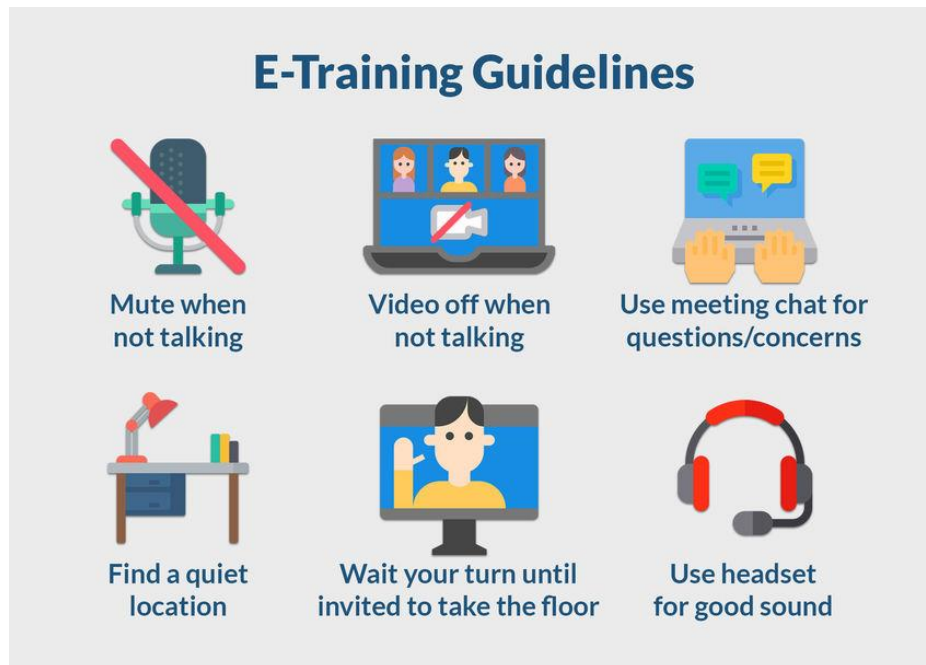 E-Training Guidelines
Mute when
not talking
Video off when
not talking
Use meeting chat for
questions/concerns
Find a quiet
location
Wait your turn until
invited to take the floor
Use headset
for good sound